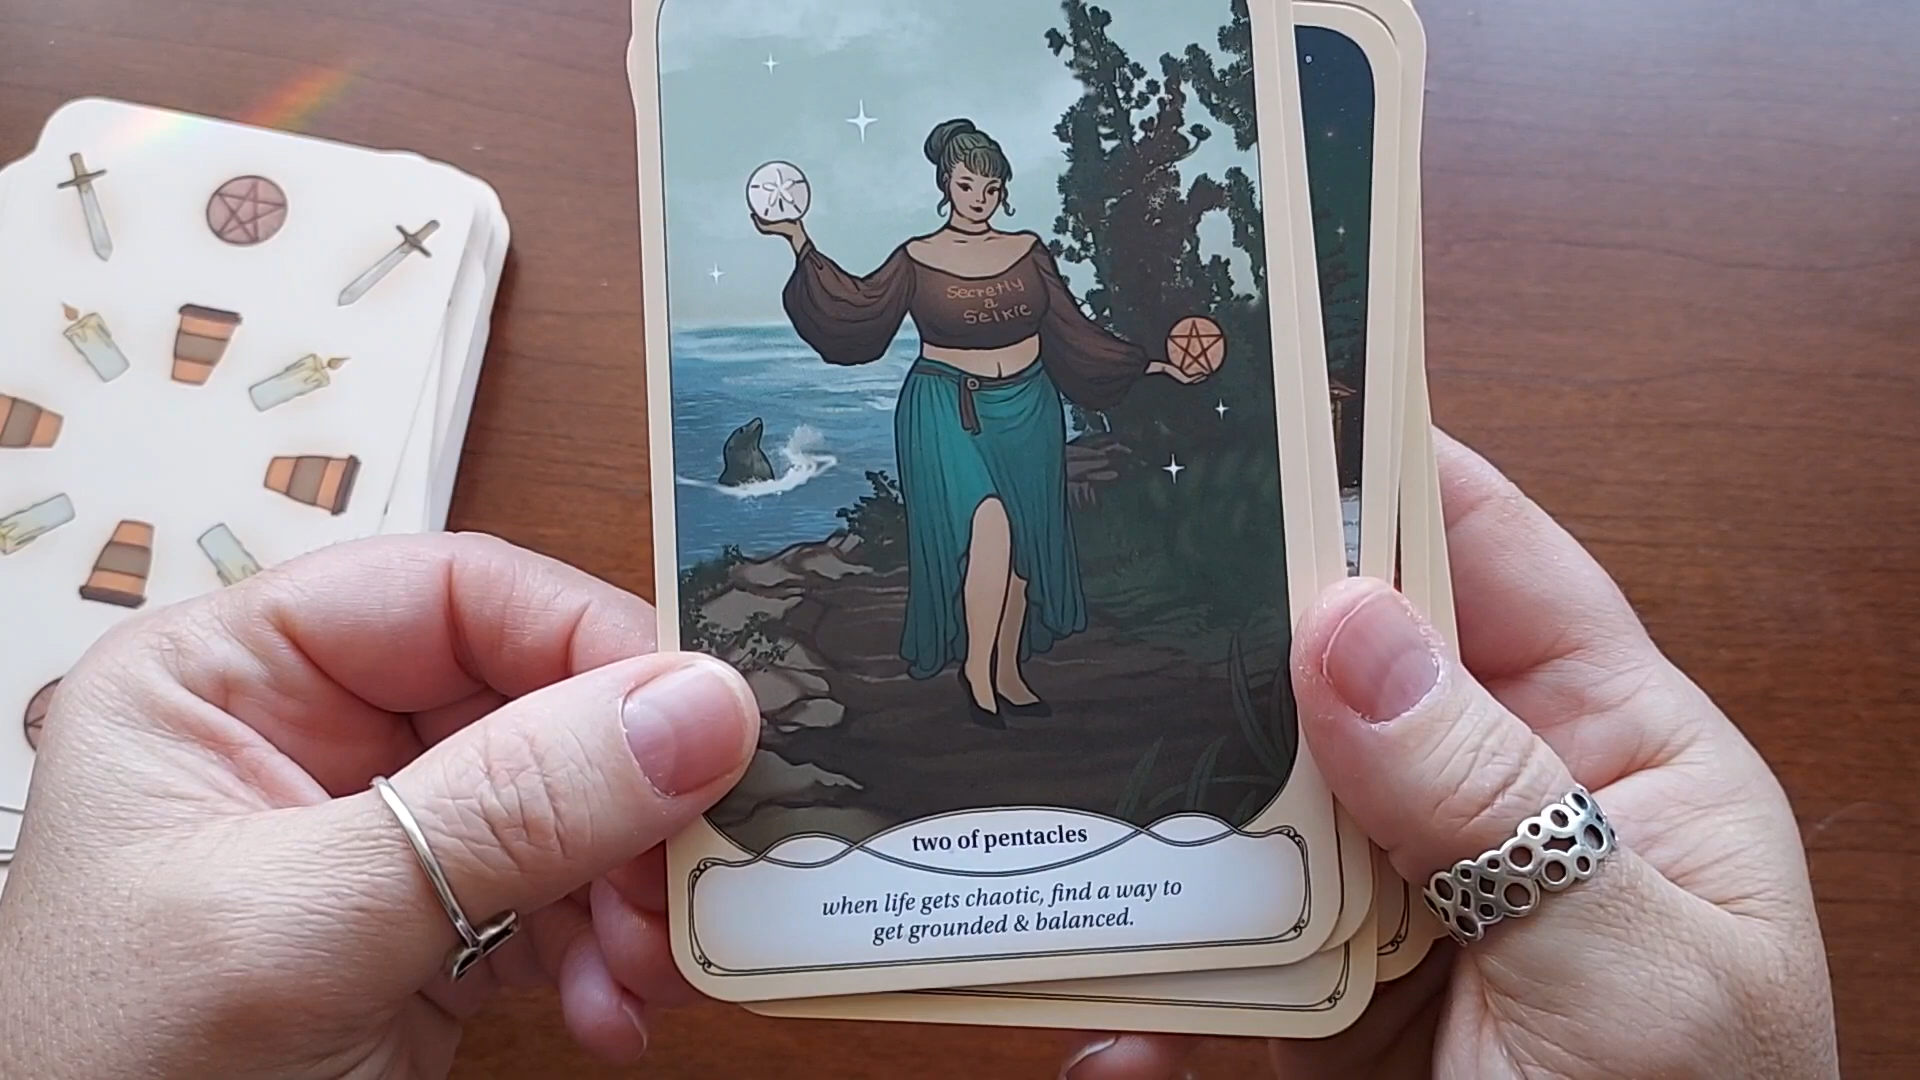 Secretly
a
Selkie
two of pentacles
when life gets chaotic, find a way to
get grounded & balanced.